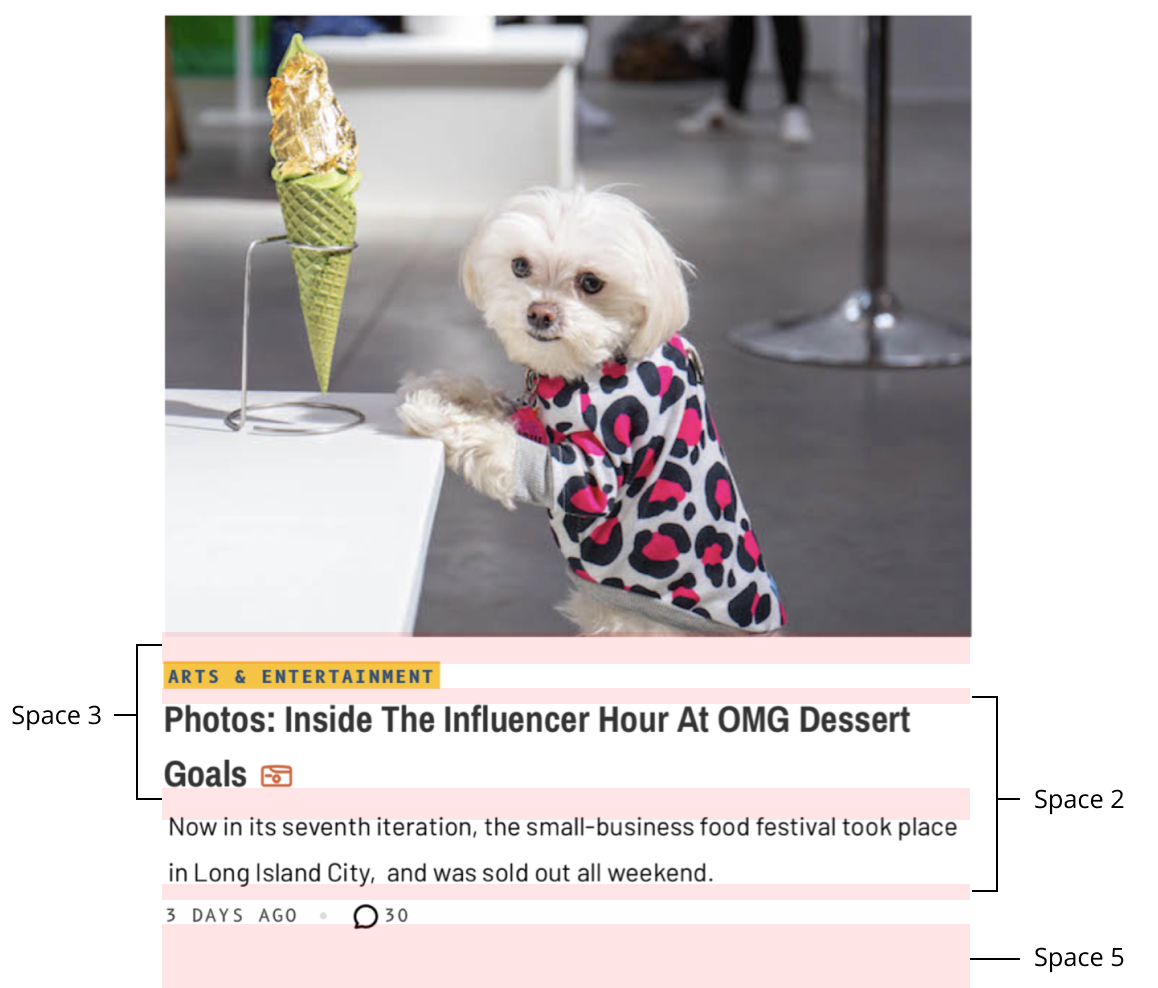 ARTS & ENTERTAINMENT
Space 3
Photos: Inside The Influencer Hour At OMG Dessert
Goals
Space 2
Now in its seventh iteration, the small-business food festival took place
in Long Island City, and was sold out all weekend.
3 DAYS AGO • 30
Space 5